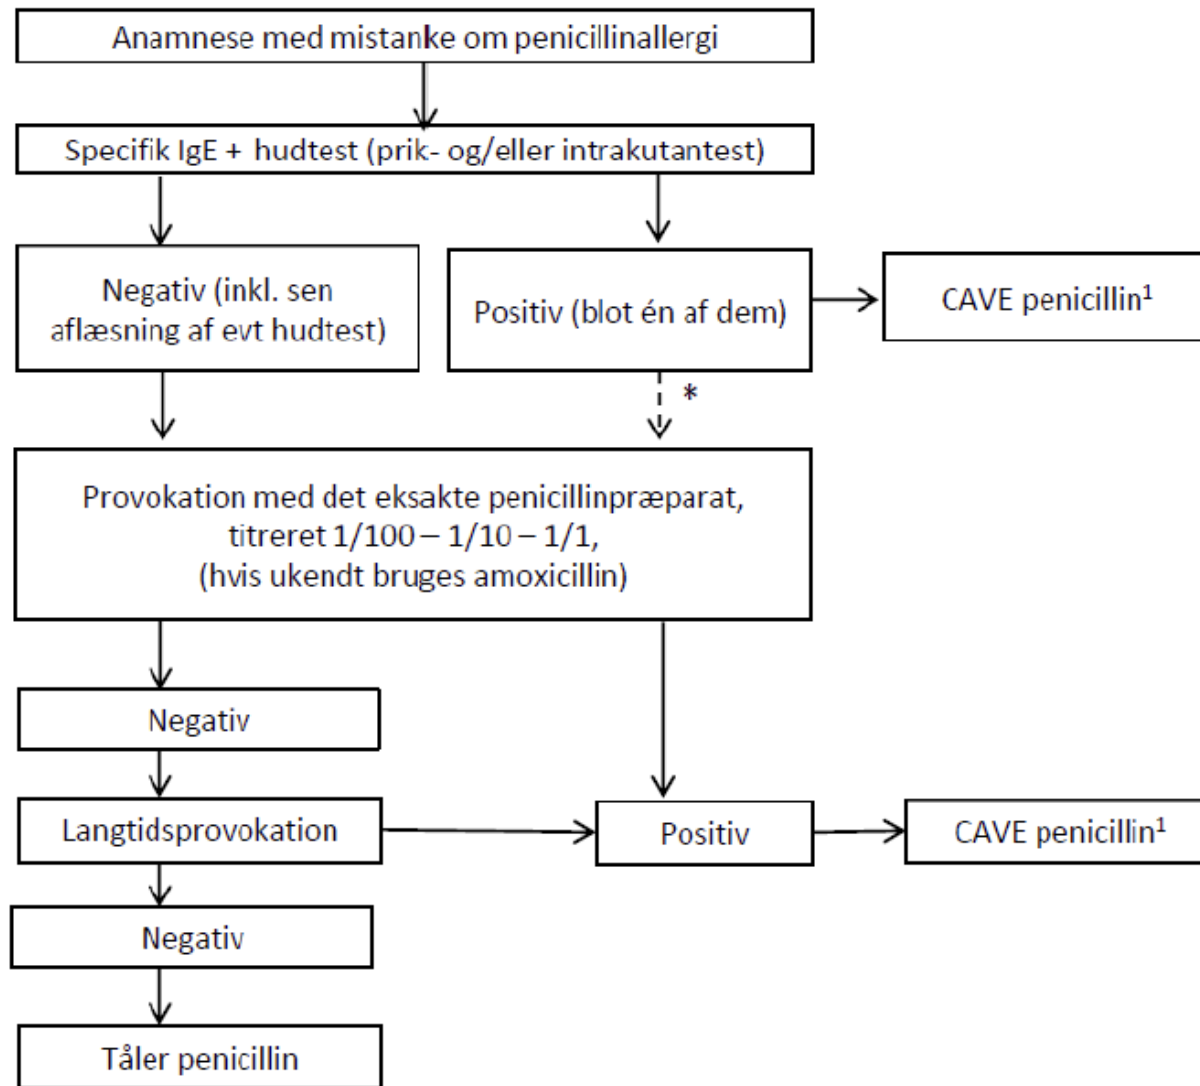 Anamnese med mistanke om penicillinallergi
Specifik IgE + hudtest (prik- og/eller intrakutantest)
Negativ (inkl. sen
aflæsning af evt hudtest)
Positiv (blot én af dem)
CAVE penicillin¹
*
Provokation med det eksakte penicillinpræparat,
titreret 1/100 – 1/10 – 1/1,
(hvis ukendt bruges amoxicillin)
Negativ
Langtidsprovokation
Positiv
CAVE penicillin¹
Negativ
Tåler penicillin